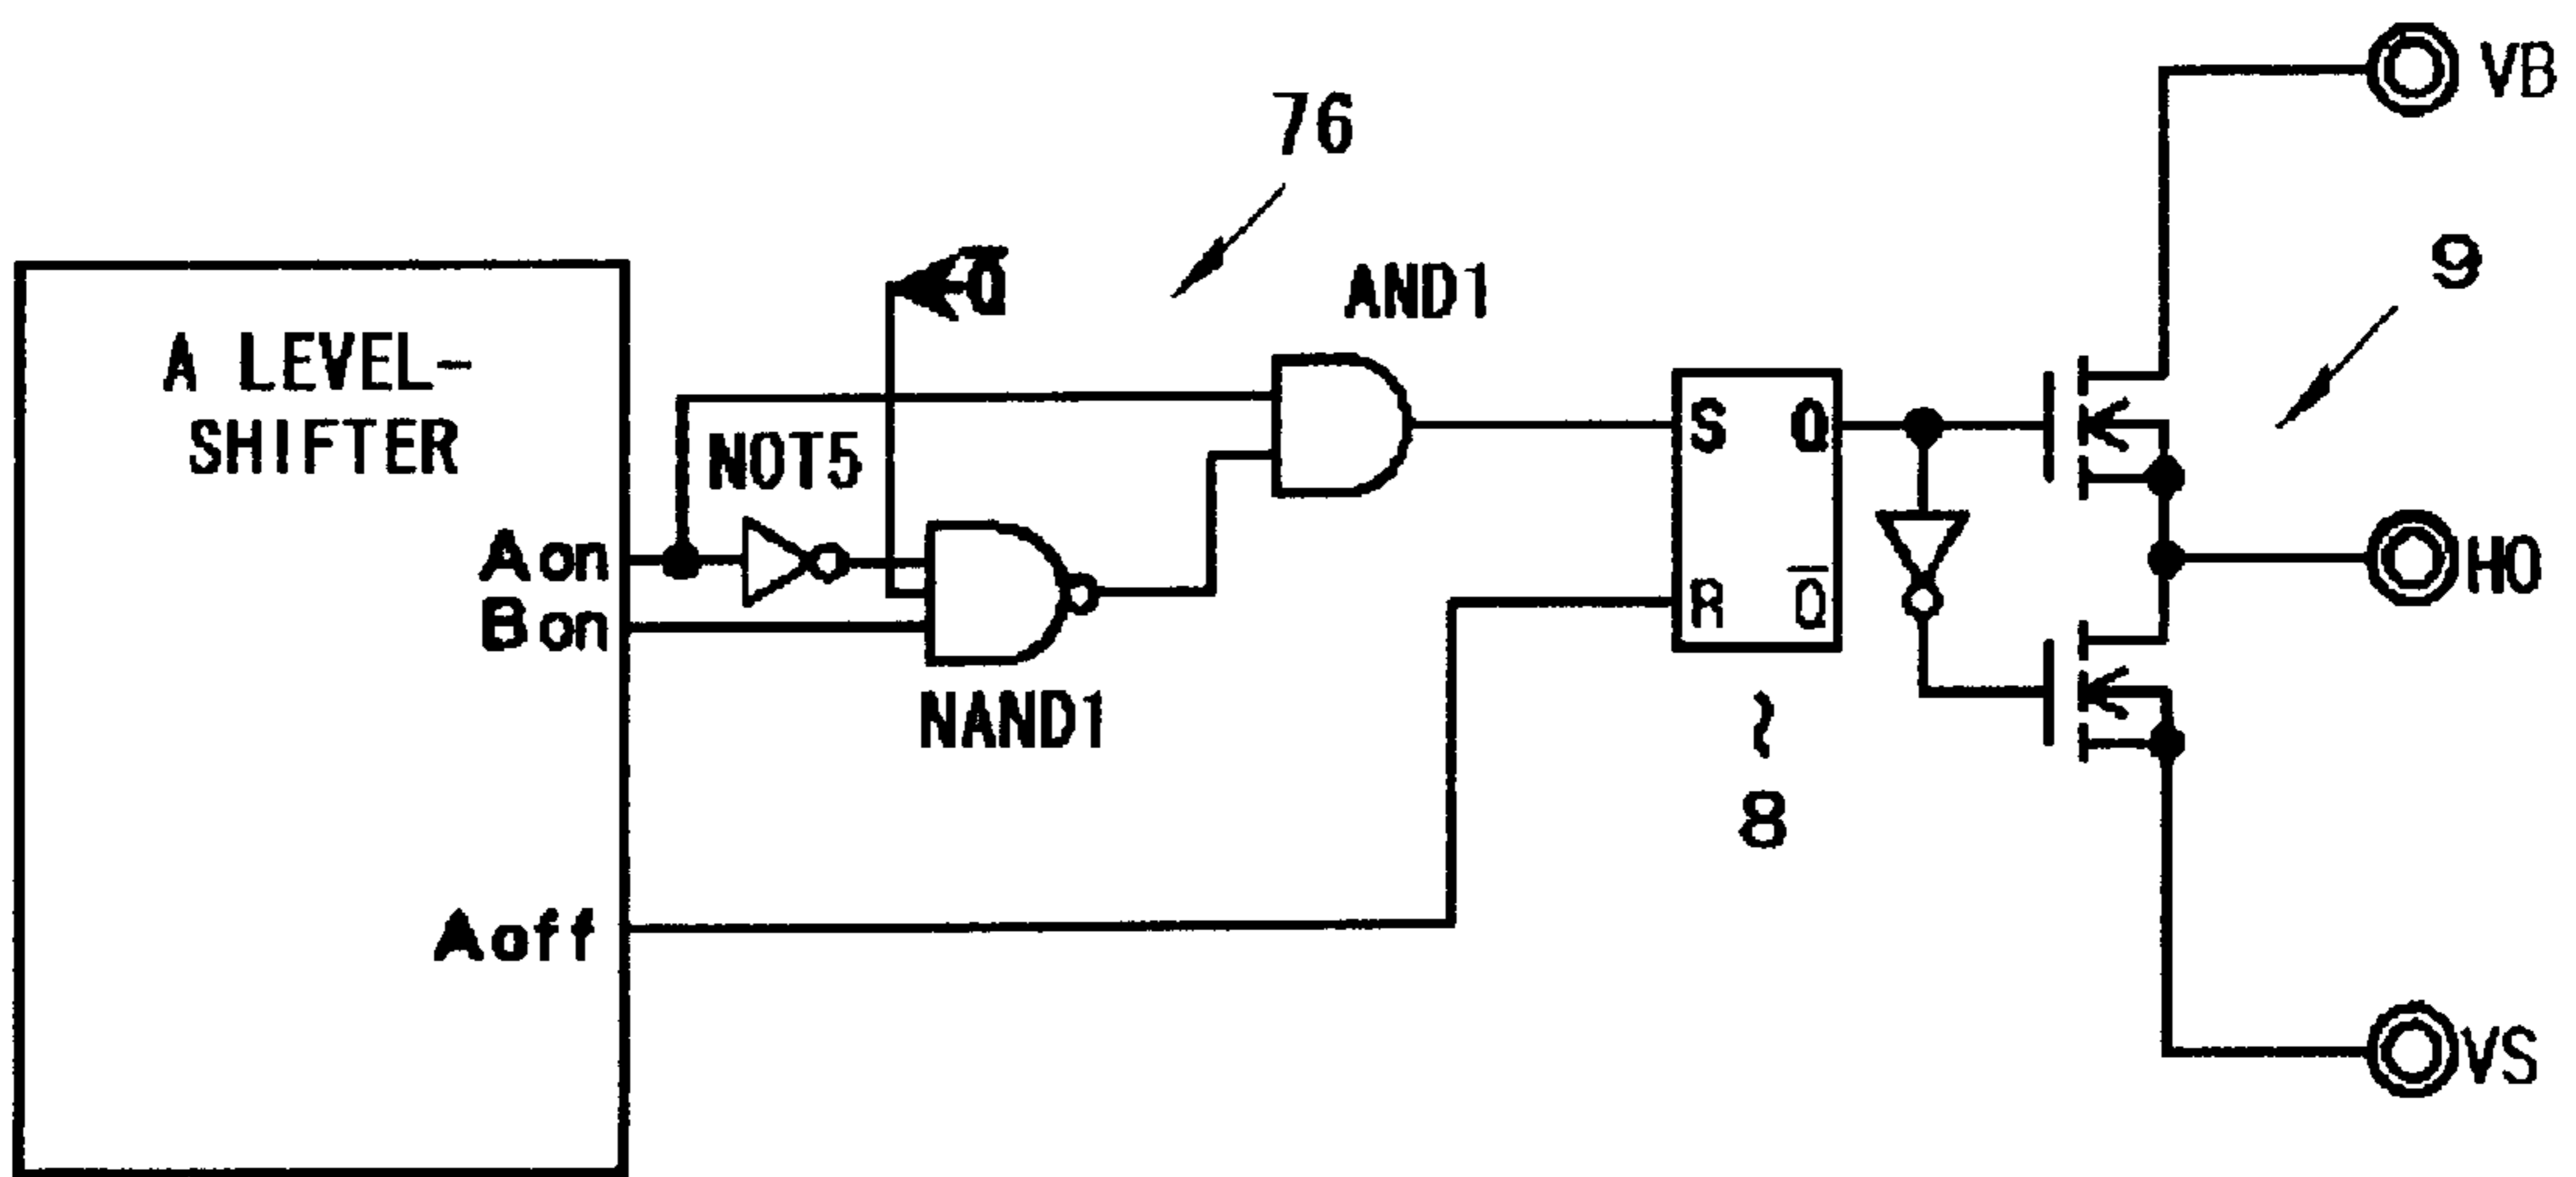 VB
76
9
Q̅
AND1
A LEVEL-
SHIFTER
NOT5
S Q
Aon
HO
Bon
R Q̅
NAND1
8
Aoff
VS